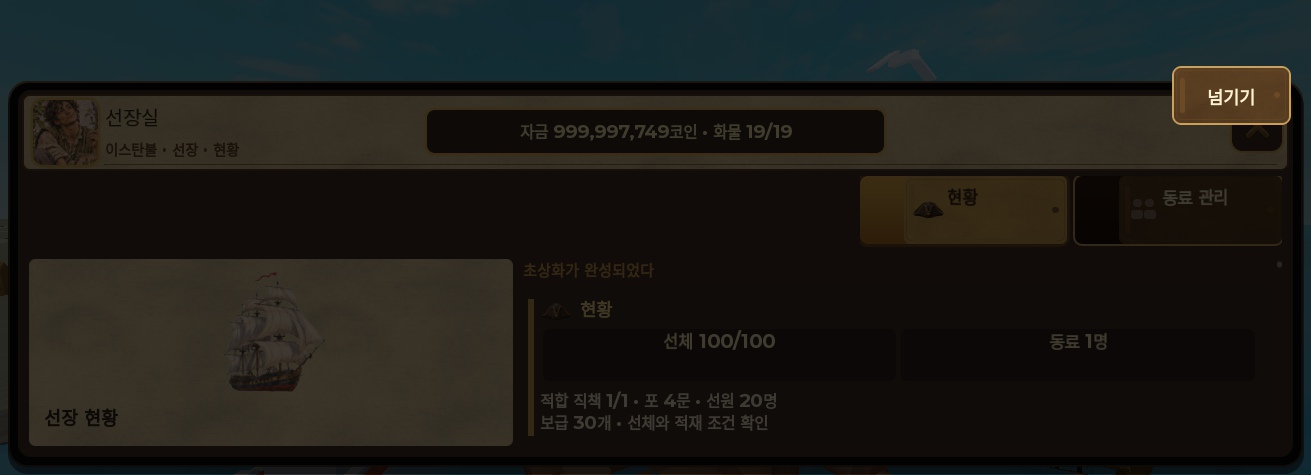 넘기기
선장실
이스탄불 • 선장 • 현황
자금 999,997,749코인 • 화물 19/19
현황
동료 관리
초상화가 완성되었다
현황
선체 100/100
동료 1명
적합 직책 1/1 • 포 4문 • 선원 20명
보급 30개 • 선체와 적재 조건 확인
선장 현황